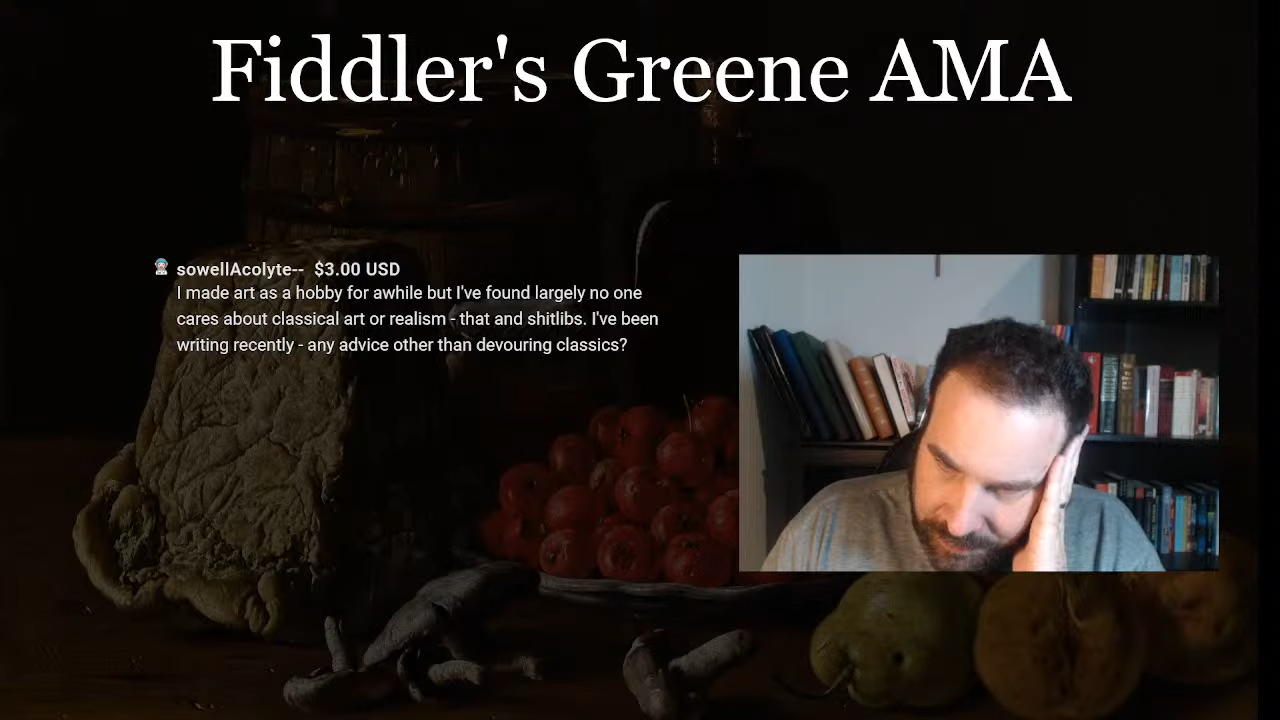 Fiddler's Greene AMA
sowellAcolyte-- $3.00 USD
I made art as a hobby for awhile but I've found largely no one
cares about classical art or realism - that and shitlibs. I've been
writing recently - any advice other than devouring classics?